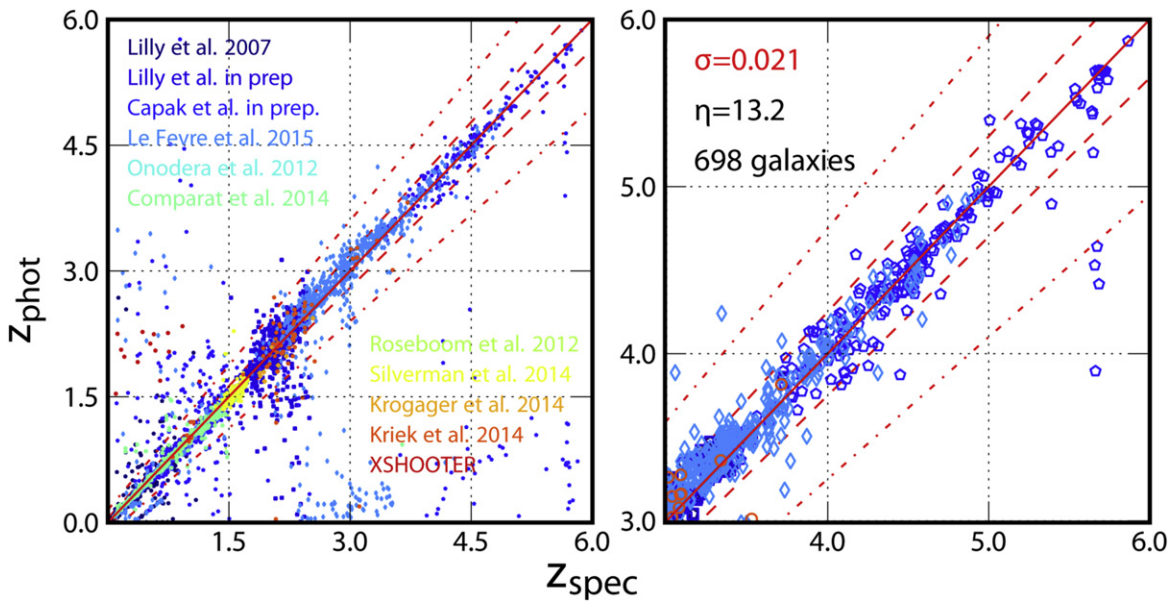 6.0
4.5
3.0
1.5
0.0
Zphot
Lilly et al. 2007
Lilly et al. in prep
Capak et al. in prep.
Le Fevre et al. 2015
Onodera et al. 2012
Comparat et al. 2014
Roseboom et al. 2012
Silverman et al. 2014
Krogager et al. 2014
Kriek et al. 2014
XSHOOTER
1.5 3.0 4.5 6.0
6.0
5.0
4.0
3.0
σ=0.021
η=13.2
698 galaxies
4.0 5.0 6.0
Zspec